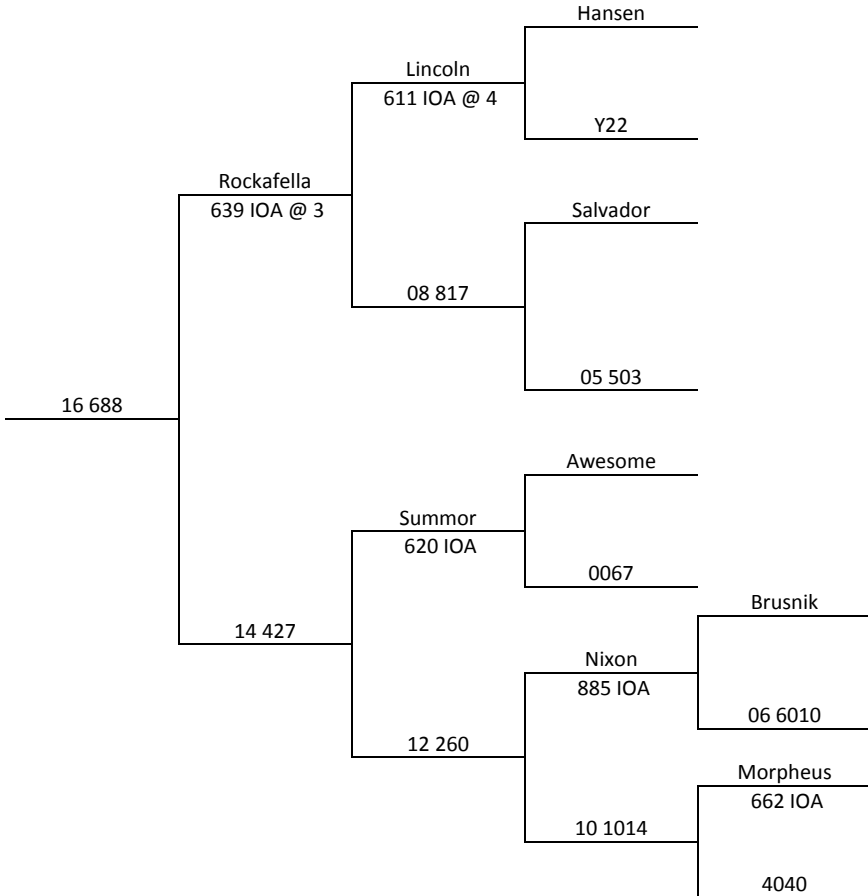 Hansen
Lincoln
611 IOA @ 4
Y22
Rockafella
639 IOA @ 3
Salvador
08 817
05 503
16 688
Awesome
Summor
620 IOA
0067
Brusnik
14 427
Nixon
885 IOA
06 6010
12 260
Morpheus
662 IOA
10 1014
4040